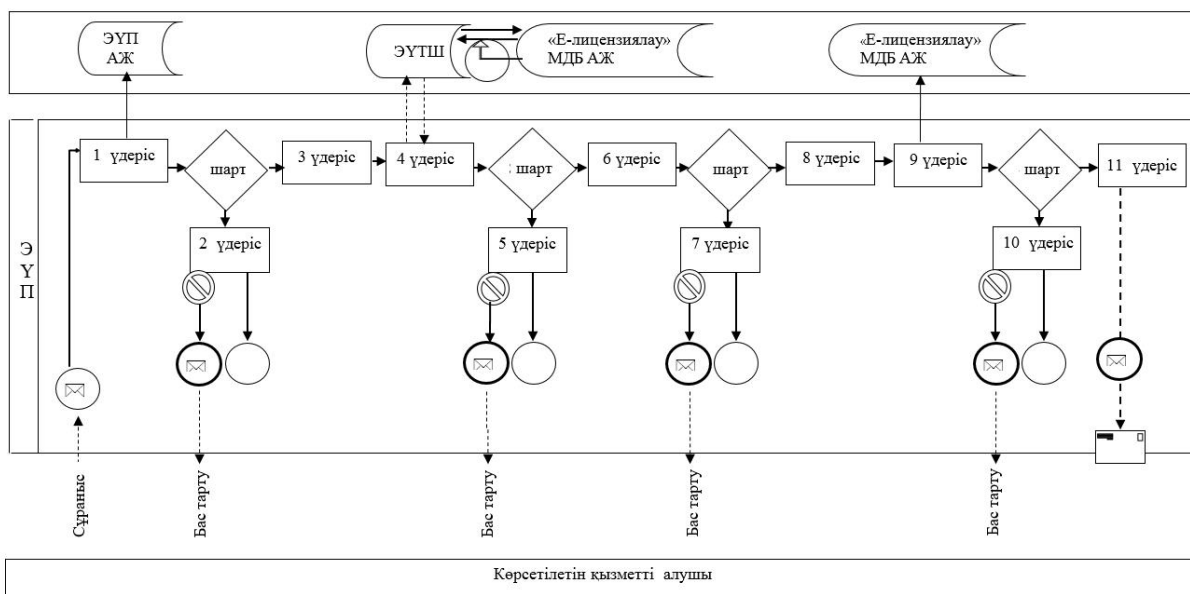 ЭҮП
АЖ
ЭҮТШ
«Е-лицензиялау»
МДБ АЖ
«Е-лицензиялау»
МДБ АЖ
1 үдеріс
шарт
3 үдеріс
4 үдеріс
шарт
6 үдеріс
шарт
8 үдеріс
9 үдеріс
шарт
11 үдеріс
2 үдеріс
5 үдеріс
7 үдеріс
10 үдеріс
Э
Ү
П
Сұраныс
Бас тарту
Бас тарту
Бас тарту
Бас тарту
Көрсетілетін қызметті алушы